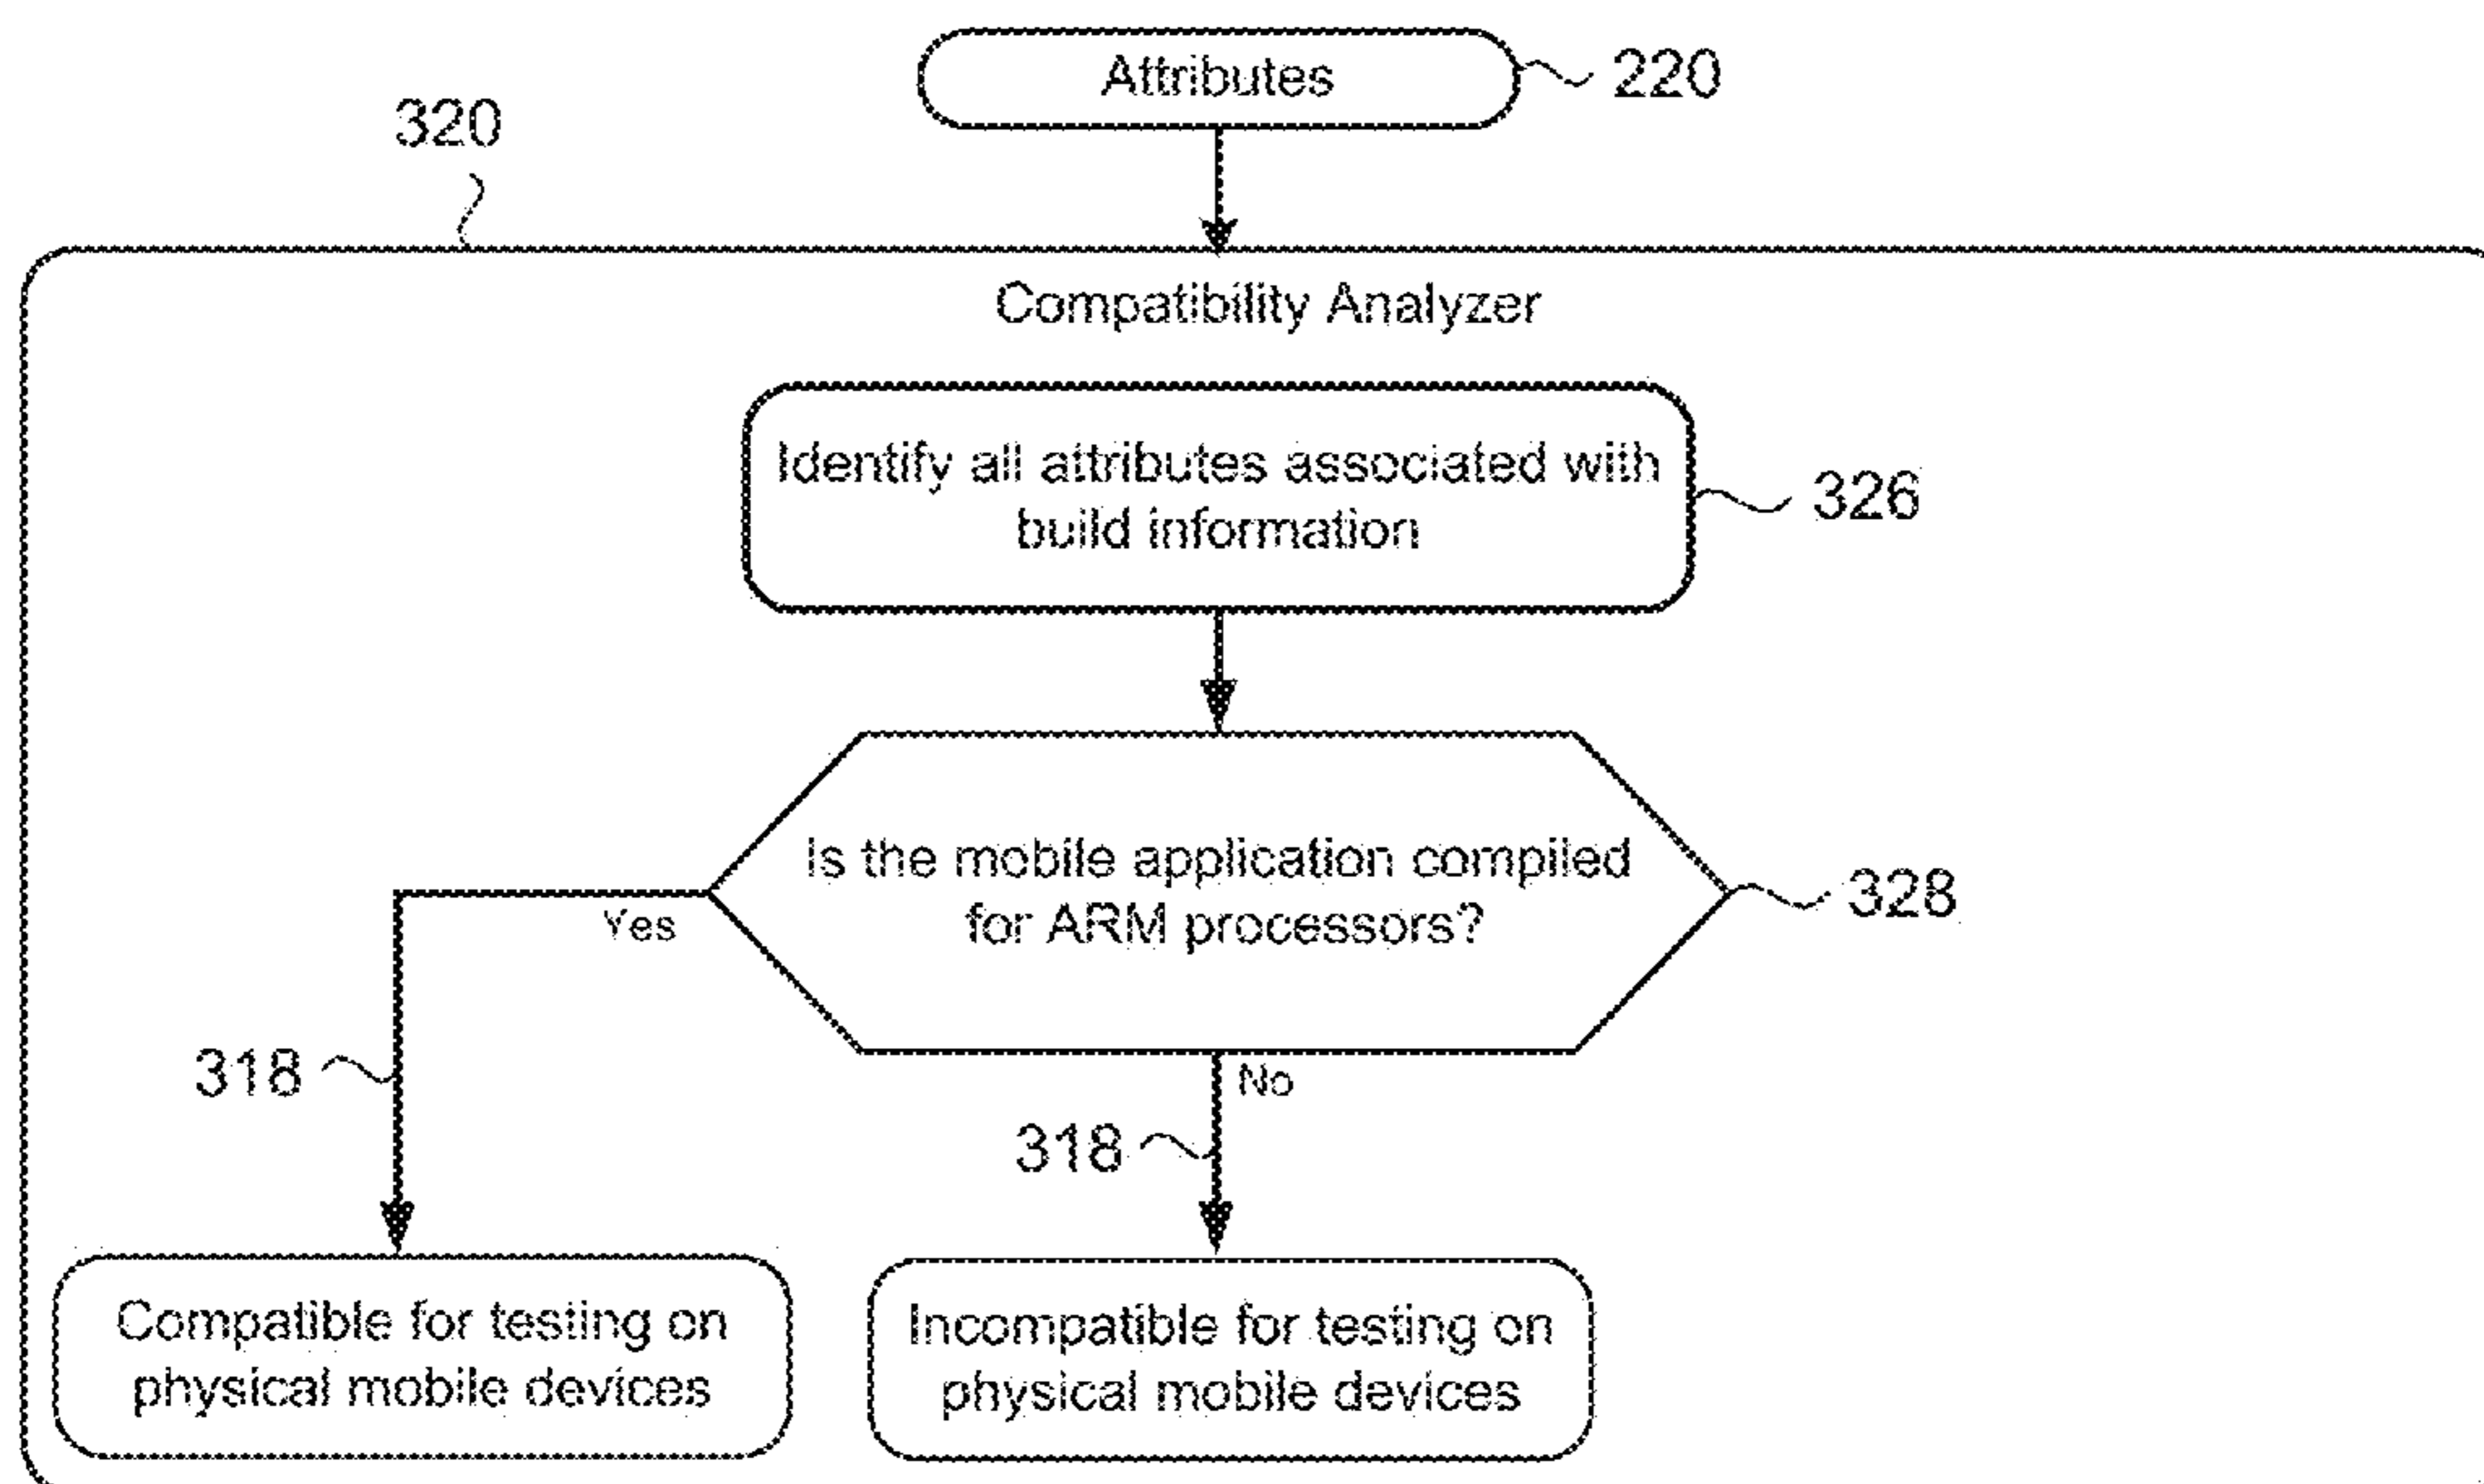 Attributes
220
320
Compatibility Analyzer
Identify all attributes associated with
build information
326
Is the mobile application compiled
for ARM processors?
328
Yes
318
No
318
Compatible for testing on
physical mobile devices
Incompatible for testing on
physical mobile devices